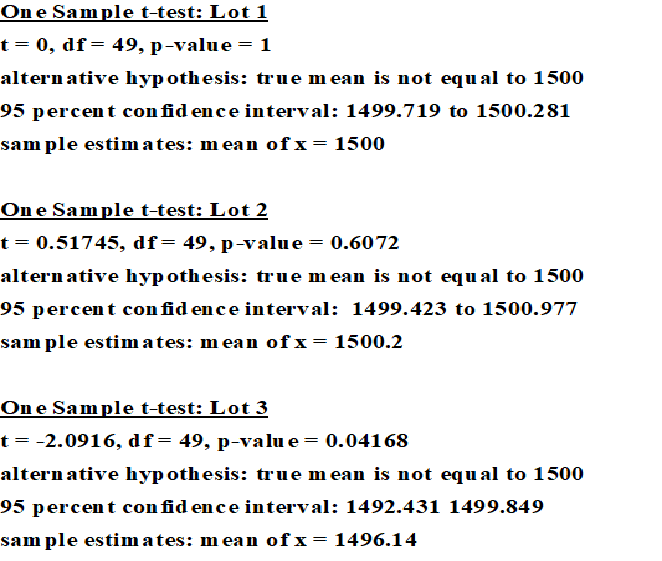 One Sample t-test: Lot 1
t = 0, df = 49, p-value = 1
alternative hypothesis: true mean is not equal to 1500
95 percent confidence interval: 1499.719 to 1500.281
sample estimates: mean of x = 1500
One Sample t-test: Lot 2
t = 0.51745, df = 49, p-value = 0.6072
alternative hypothesis: true mean is not equal to 1500
95 percent confidence interval: 1499.423 to 1500.977
sample estimates: mean of x = 1500.2
One Sample t-test: Lot 3
t = -2.0916, df = 49, p-value = 0.04168
alternative hypothesis: true mean is not equal to 1500
95 percent confidence interval: 1492.431 1499.849
sample estimates: mean of x = 1496.14